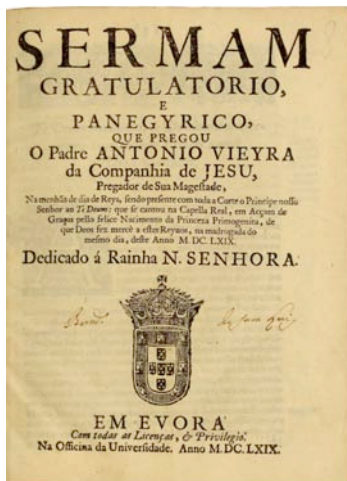 SERMAM
GRATULATORIO,
E
PANEGYRICO,
QUE PREGOU
O Padre ANTONIO VIEYRA
da Companhia de JESU,
Pregador de Sua Magestade,
Na menhãa de dia de Reys, sendo presente com toda a Corte o Principe nosso
Senhor ao Te Deum: que se cantou na Capella Real, em Acçam de
Graças pello felice Nacimento da Princeza Primogenita, de
que Deos fez mercè a estes Reynos, na madrugada do
mesmo dia, deste Anno M. DC. LXIX.
Dedicado á Rainha N. SENHORA.
EM EVORA
Com todas as Licenças, & Privilegio.
Na Officina da Universidade. Anno M. DC. LXIX.